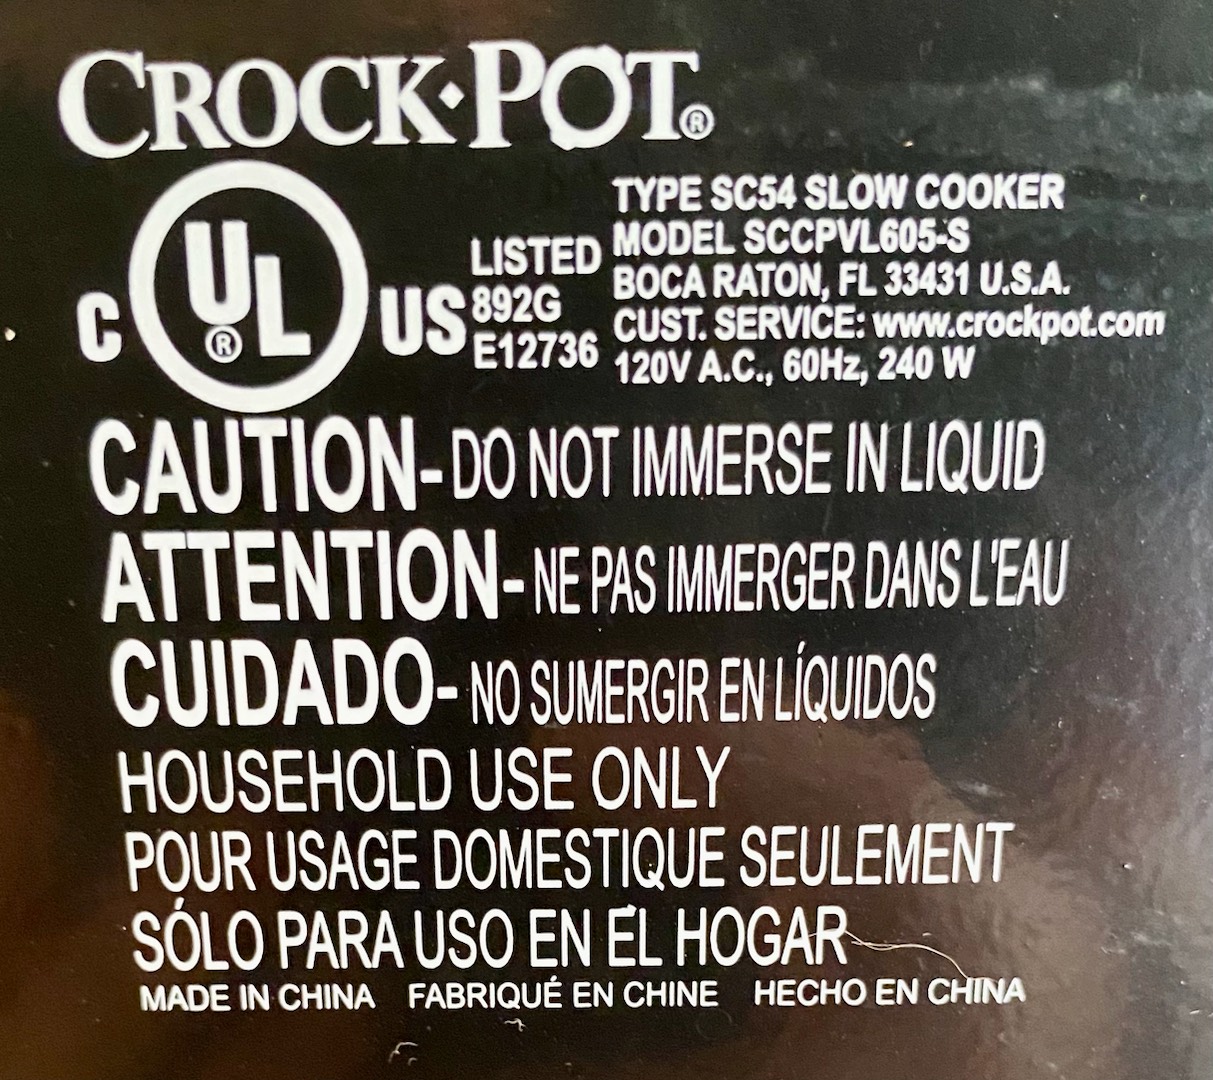 CROCK•POT®
C UL® US
LISTED
892G
E12736
TYPE SC54 SLOW COOKER
MODEL SCCPVL605-S
BOCA RATON, FL 33431 U.S.A.
CUST. SERVICE: www.crockpot.com
120V A.C., 60Hz, 240 W
CAUTION- DO NOT IMMERSE IN LIQUID
ATTENTION- NE PAS IMMERGER DANS L'EAU
CUIDADO- NO SUMERGIR EN LÍQUIDOS
HOUSEHOLD USE ONLY
POUR USAGE DOMESTIQUE SEULEMENT
SÓLO PARA USO EN EL HOGAR
MADE IN CHINA FABRIQUÉ EN CHINE HECHO EN CHINA